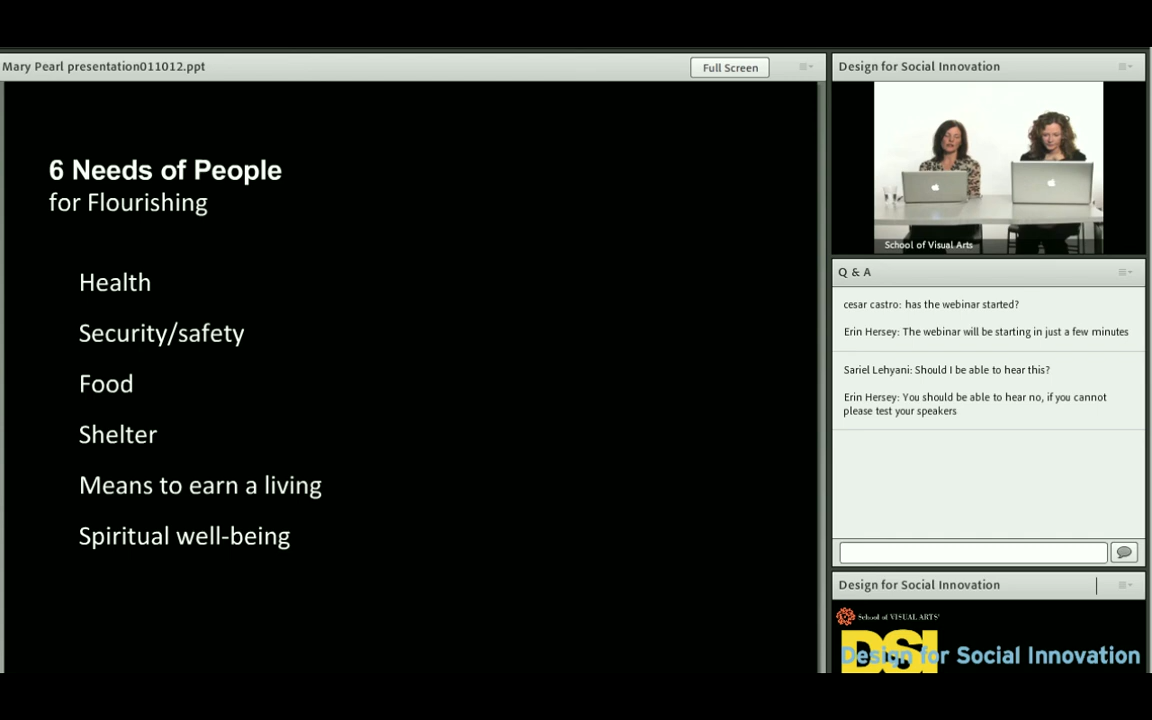 Mary Pearl presentation011012.ppt
Full Screen
6 Needs of People
for Flourishing
Health
Security/safety
Food
Shelter
Means to earn a living
Spiritual well-being
Design for Social Innovation
School of Visual Arts
Q & A
cesar castro: has the webinar started?
Erin Hersey: The webinar will be starting in just a few minutes
Sariel Lehyani: Should I be able to hear this?
Erin Hersey: You should be able to hear no, if you cannot
please test your speakers
Design for Social Innovation
School of VISUAL ARTS'
DSI
Design for Social Innovation